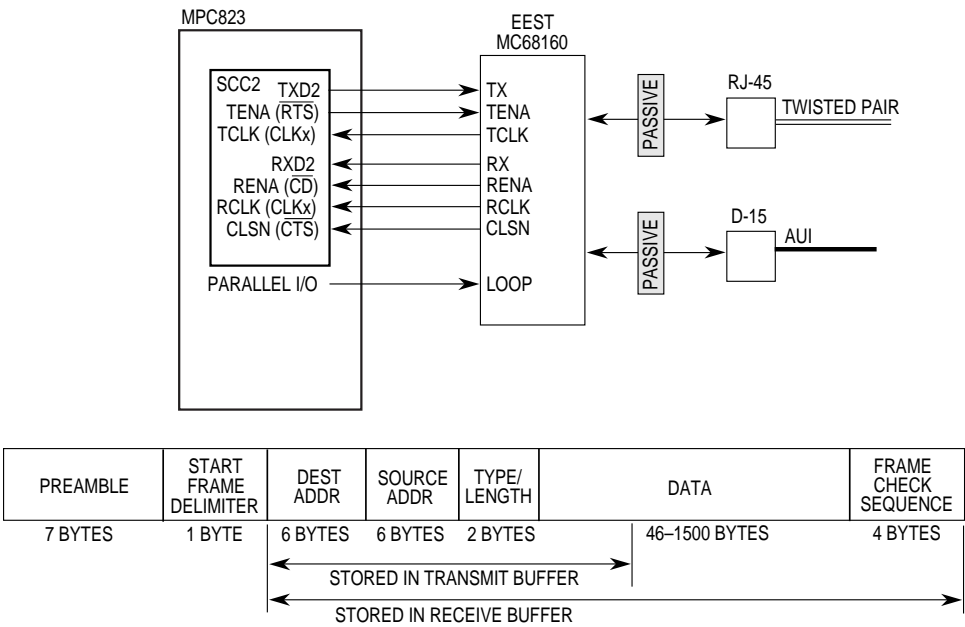 MPC823
EEST
MC68160
SCC2
TXD2
TENA (RTS)
TCLK (CLKx)
RXD2
RENA (CD)
RCLK (CLKx)
CLSN (CTS)
PARALLEL I/O
TX
TENA
TCLK
RX
RENA
RCLK
CLSN
LOOP
PASSIVE
RJ-45
TWISTED PAIR
PASSIVE
D-15
AUI
PREAMBLE
START
FRAME
DELIMITER
DEST
ADDR
SOURCE
ADDR
TYPE/
LENGTH
DATA
FRAME
CHECK
SEQUENCE
7 BYTES
1 BYTE
6 BYTES
6 BYTES
2 BYTES
46–1500 BYTES
4 BYTES
STORED IN TRANSMIT BUFFER
STORED IN RECEIVE BUFFER